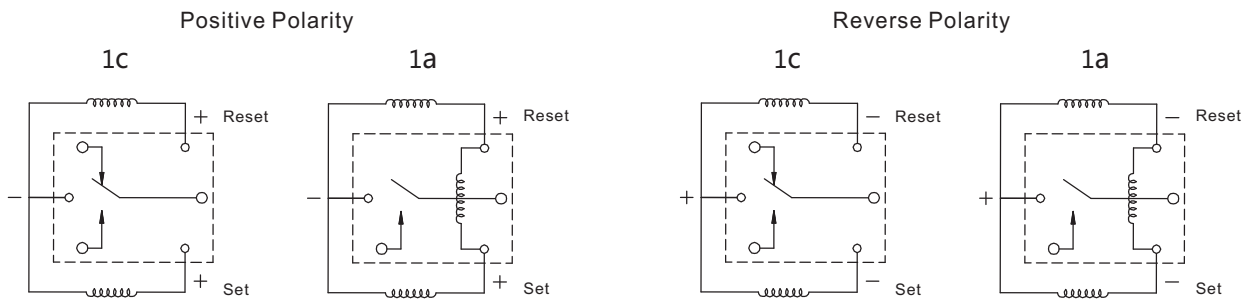 Positive Polarity Reverse Polarity
1c 1a 1c 1a
+ Reset + Reset − Reset − Reset
− − + +
+ Set + Set − Set − Set